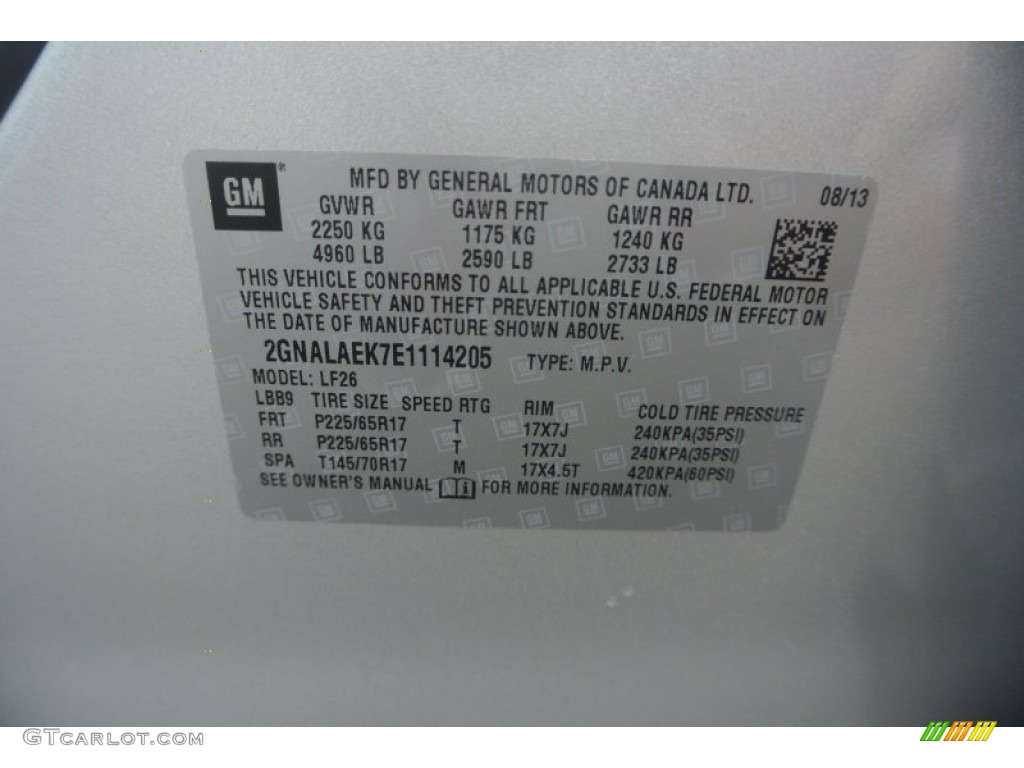 GM ®
MFD BY GENERAL MOTORS OF CANADA LTD. 08/13
GVWR GAWR FRT GAWR RR
2250 KG 1175 KG 1240 KG
4960 LB 2590 LB 2733 LB
THIS VEHICLE CONFORMS TO ALL APPLICABLE U.S. FEDERAL MOTOR
VEHICLE SAFETY AND THEFT PREVENTION STANDARDS IN EFFECT ON
THE DATE OF MANUFACTURE SHOWN ABOVE.
2GNALAEK7E1114205 TYPE: M.P.V.
MODEL: LF26
LBB9 TIRE SIZE SPEED RTG RIM COLD TIRE PRESSURE
FRT P225/65R17 T 17X7J 240KPA(35PSI)
RR P225/65R17 T 17X7J 240KPA(35PSI)
SPA T145/70R17 M 17X4.5T 420KPA(60PSI)
SEE OWNER'S MANUAL i FOR MORE INFORMATION.
GTCARLOT.COM